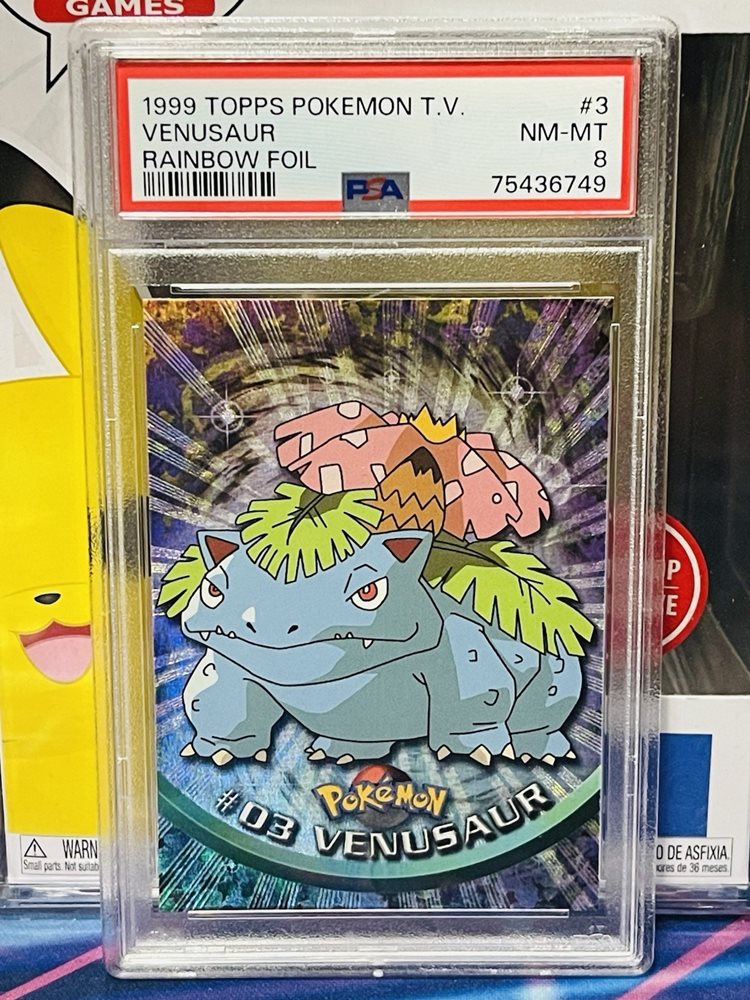 GAMES
1999 TOPPS POKEMON T.V. #3
VENUSAUR NM-MT
RAINBOW FOIL 8
PSA 75436749
POKéMON
#03 VENUSAUR
WARN
Small parts. Not suitab
O DE ASFIXIA.
ores de 36 meses.
P
E